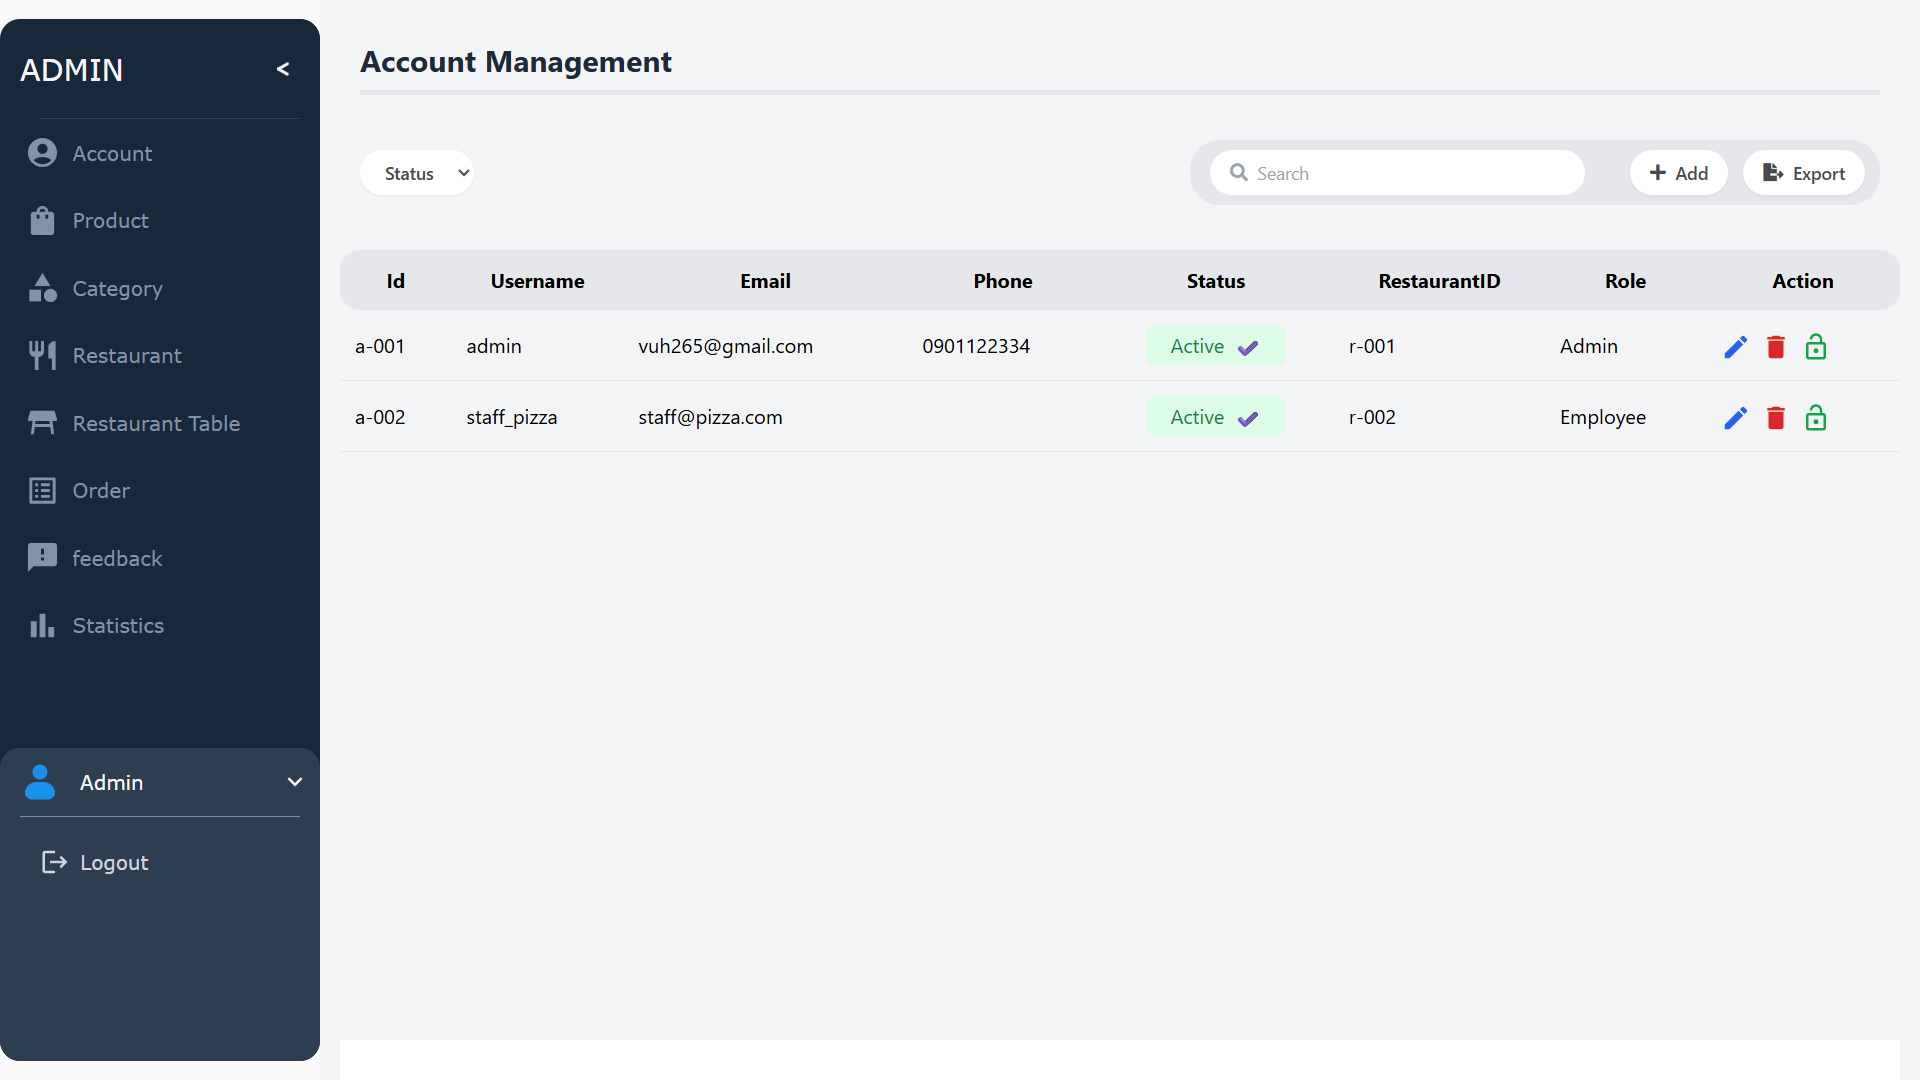 ADMIN <
Account
Product
Category
Restaurant
Restaurant Table
Order
feedback
Statistics
Admin
Logout
Account Management
Status
Search
Add
Export
Id Username Email Phone Status RestaurantID Role Action
a-001 admin vuh265@gmail.com 0901122334 Active r-001 Admin
a-002 staff_pizza staff@pizza.com Active r-002 Employee